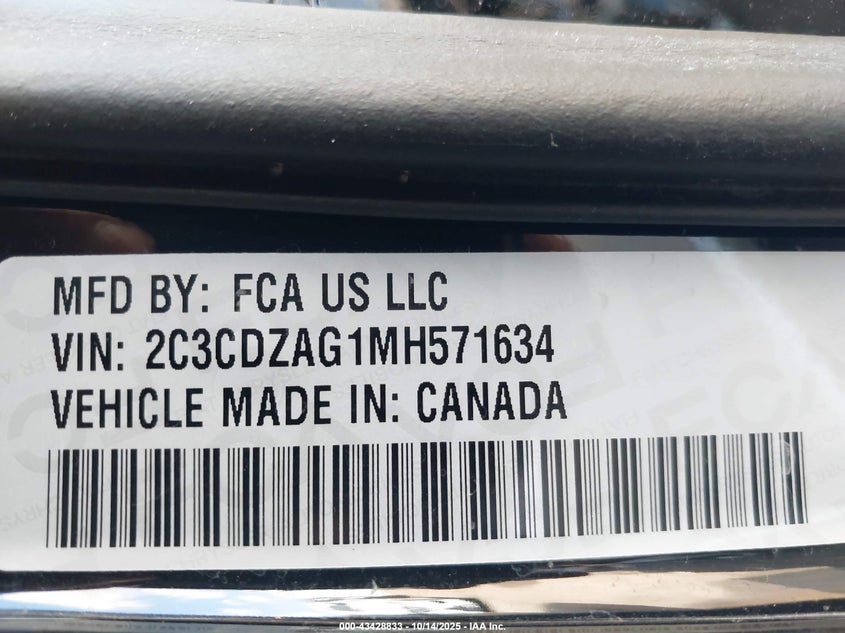 MFD BY: FCA US LLC
VIN: 2C3CDZAG1MH571634
VEHICLE MADE IN: CANADA
000-43428833 - 10/14/2025 - IAA Inc.